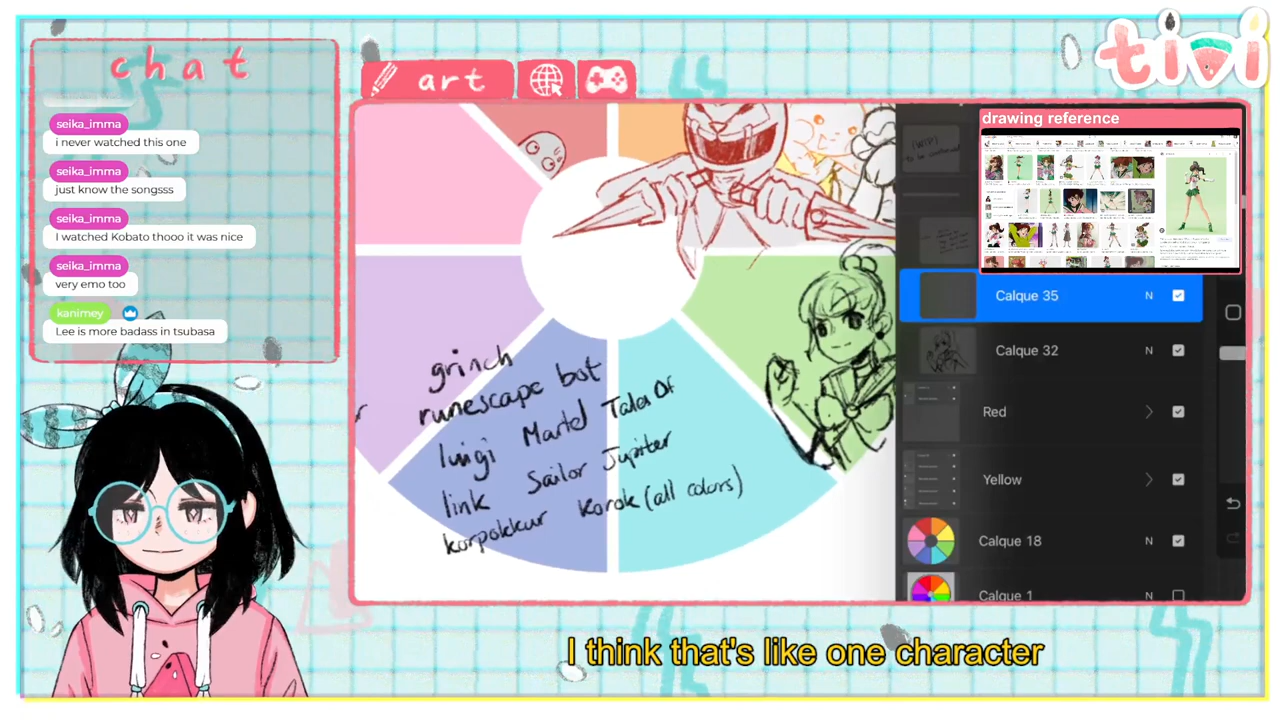 chat
seika_imma
i never watched this one
seika_imma
just know the songsss
seika_imma
I watched Kobato thooo it was nice
seika_imma
very emo too
kanimey
Lee is more badass in tsubasa
art
tivi
drawing reference
grinch
runescape bot
luigi Martel Tales Of
link Sailor Jupiter
korpokkur korok (all colors)
Calque 35 N
Calque 32 N
Red
Yellow
Calque 18 N
Calque 1 N
I think that's like one character